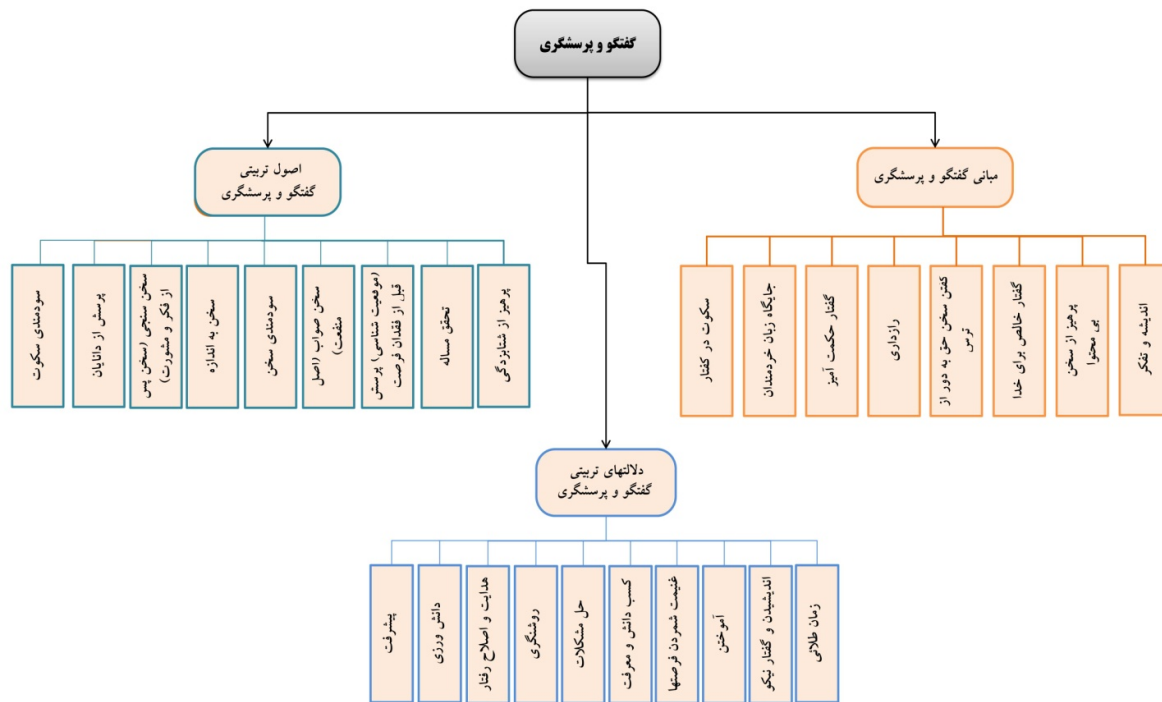 گفتگو و پرسشگری
مبانی گفتگو و پرسشگری
اندیشه و تفکر
پرهیز از سخن
بی محتوا
گفتار خالص برای خدا
گفتن سخن حق به دور از
ترس
رازداری
گفتار حکمت آمیز
جایگاه زبان خردمندان
سکوت در گفتار
اصول تربیتی
گفتگو و پرسشگری
پرهیز از شتابزدگی
تحقق مساله
(موقعیت شناسی) پرسش
قبل از فقدان فرصت
سخن صواب (اصل
منفعت)
سودمندی سخن
سخن به اندازه
سخن سنجی (سخن پس
از فکر و مشورت)
پرسش از دانایان
سودمندی سکوت
دلالتهای تربیتی
گفتگو و پرسشگری
زمان طلائی
اندیشیدن و گفتار نیکو
آموختن
غنیمت شمردن فرصتها
کسب دانش و معرفت
حل مشکلات
روشنگری
هدایت و اصلاح رفتار
دانش ورزی
پیشرفت